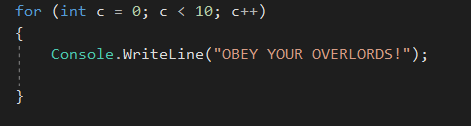 for (int c = 0; c < 10; c++)
{
    Console.WriteLine("OBEY YOUR OVERLORDS!");
}